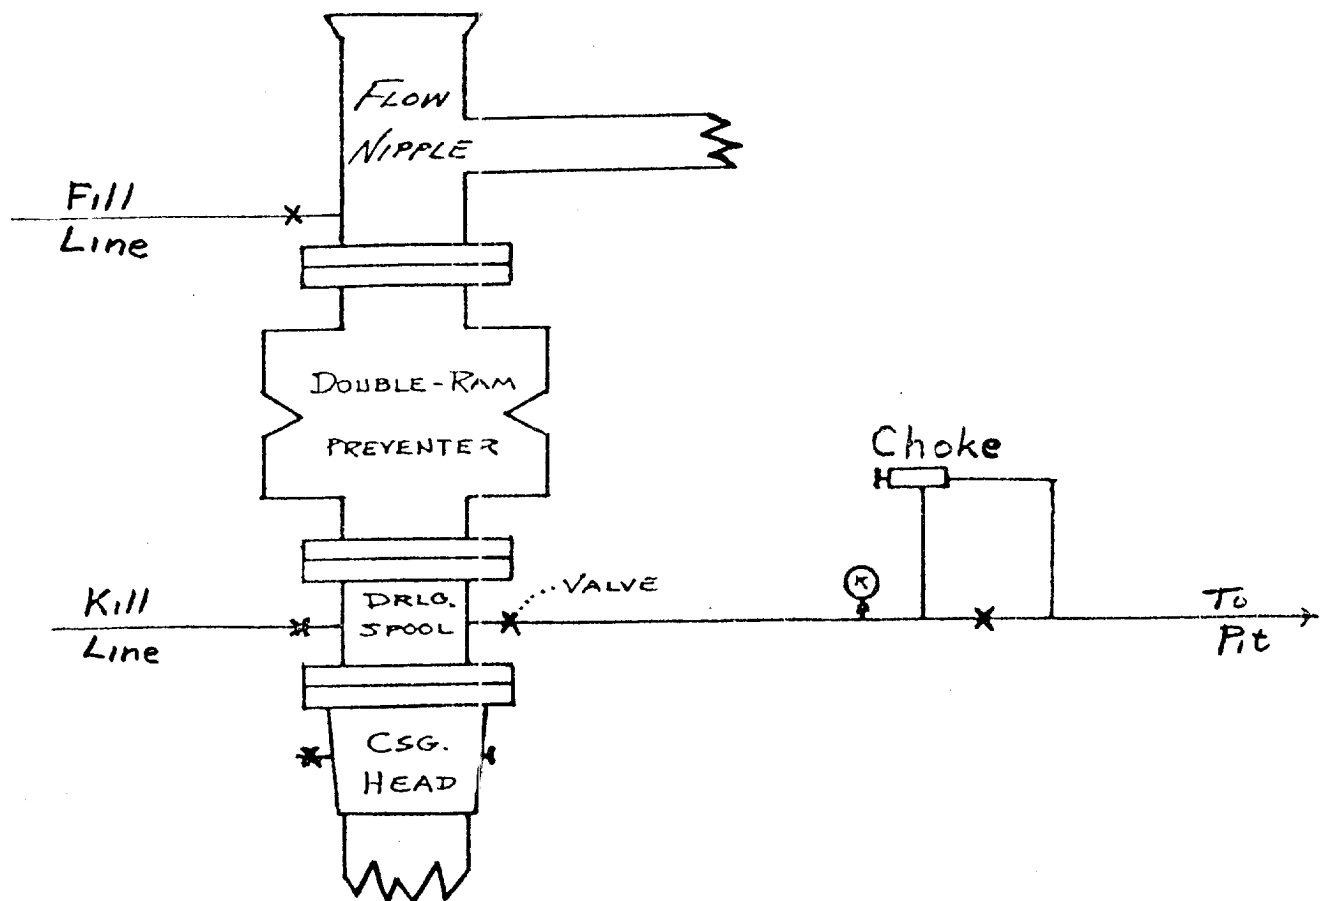 FLOW
NIPPLE
Fill
Line
DOUBLE-RAM
PREVENTER
Choke
VALVE
K
Kill
Line
DRLG.
SPOOL
To
Pit
CSG.
HEAD